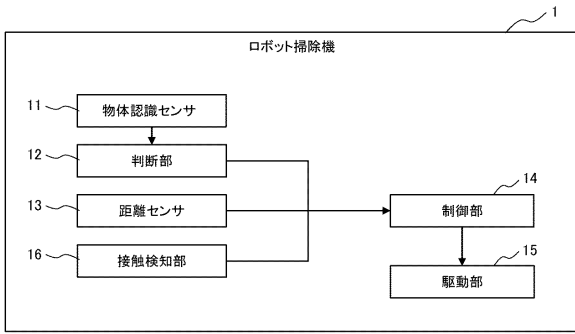 1
ロボット掃除機
11
物体認識センサ
12
判断部
13
距離センサ
14
制御部
16
接触検知部
15
駆動部